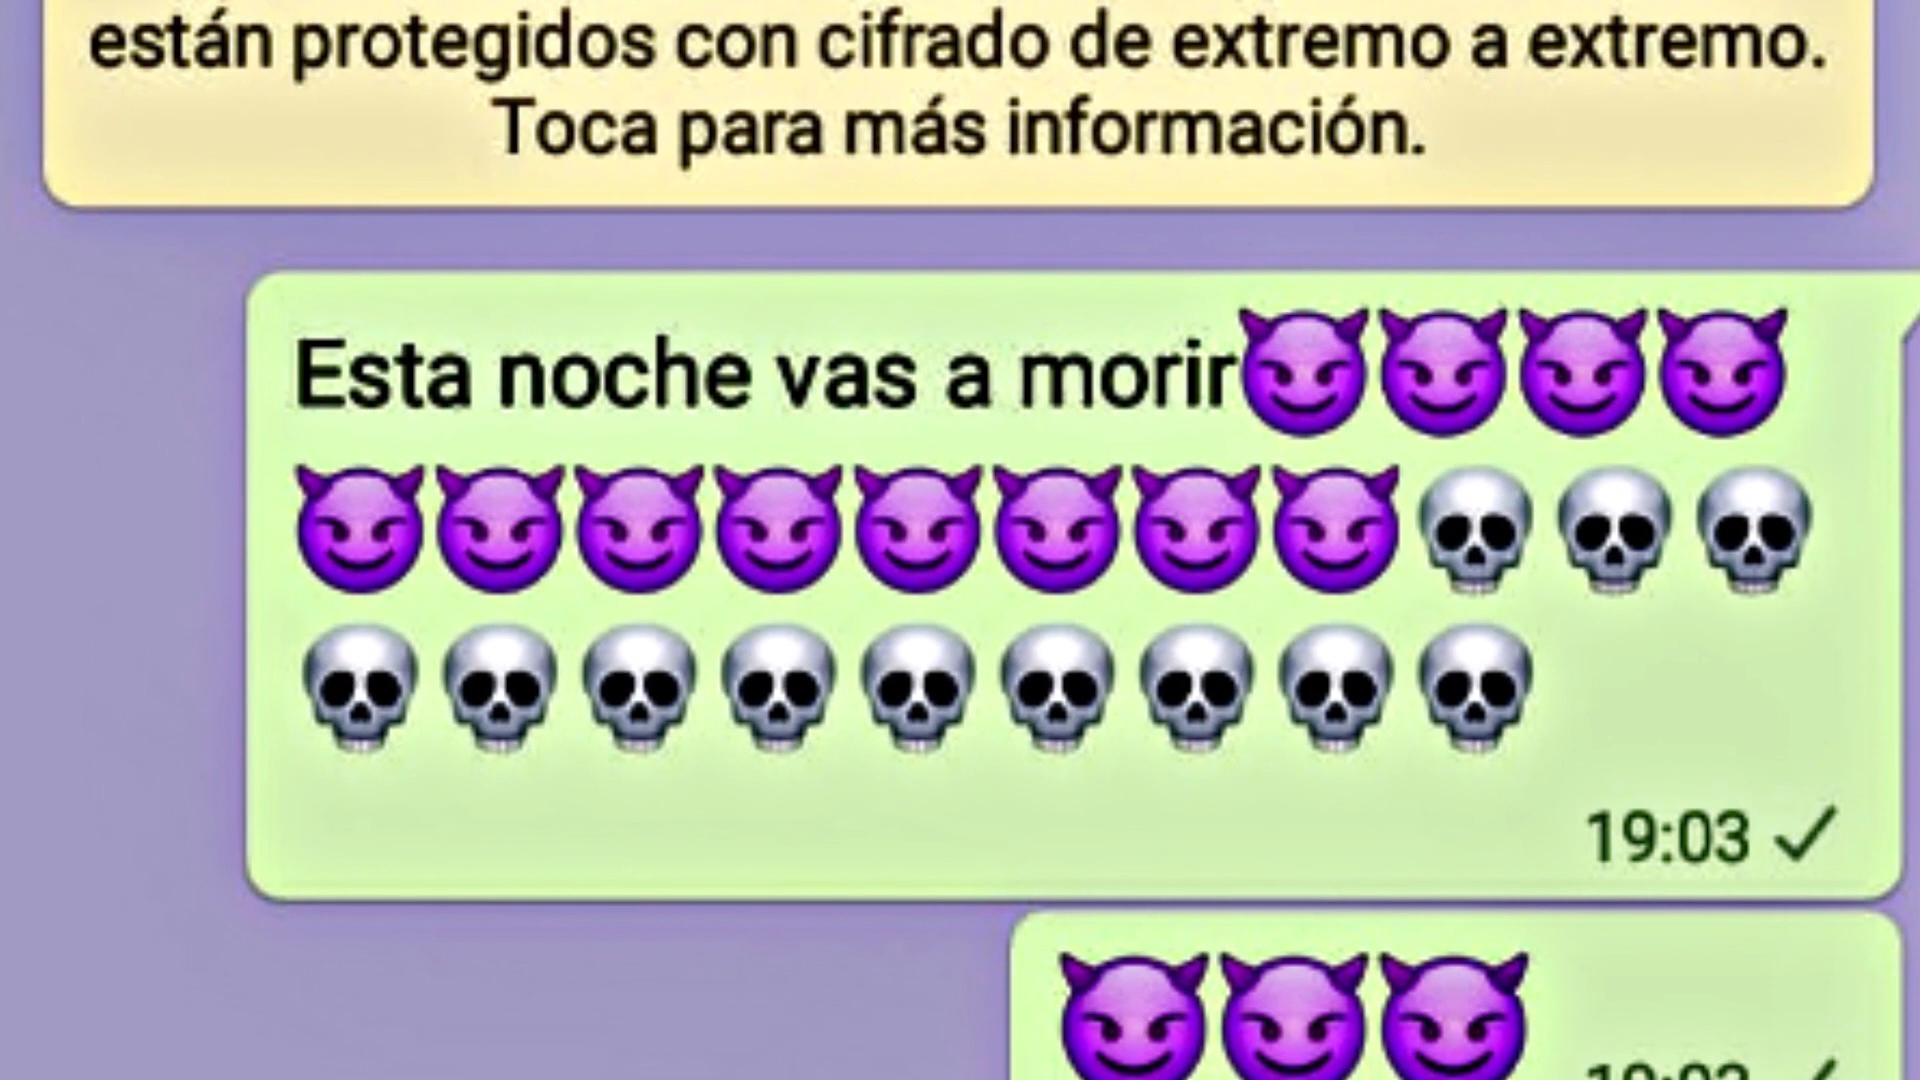 están protegidos con cifrado de extremo a extremo.
Toca para más información.
Esta noche vas a morir😈😈😈😈
😈😈😈😈😈😈😈😈💀💀💀
💀💀💀💀💀💀💀💀💀
19:03 ✓
😈😈😈